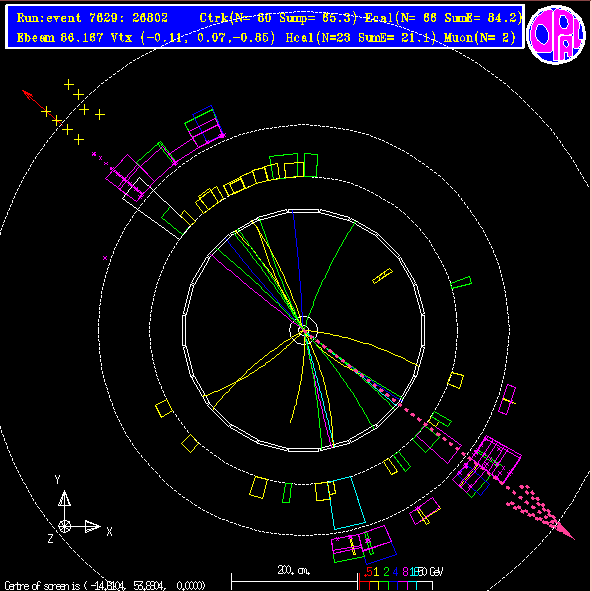 Run:event 7629: 26802 Ctrk(N= 60 Sump= 65.3) Ecal(N= 66 SumE= 84.2)
Ebeam 86.167 Vtx (-0.11, 0.07,-0.85) Hcal(N=23 SumE= 21.1) Muon(N= 2)
OPAL
Y
X
Z
200. cm.
.5 1 2 4 8 50 GeV
Centre of screen is ( -14.8104, 53.8804, 0.0000)